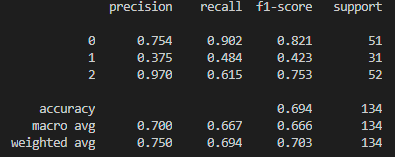 precision recall f1-score support
0 0.754 0.902 0.821 51
1 0.375 0.484 0.423 31
2 0.970 0.615 0.753 52
accuracy 0.694 134
macro avg 0.700 0.667 0.666 134
weighted avg 0.750 0.694 0.703 134